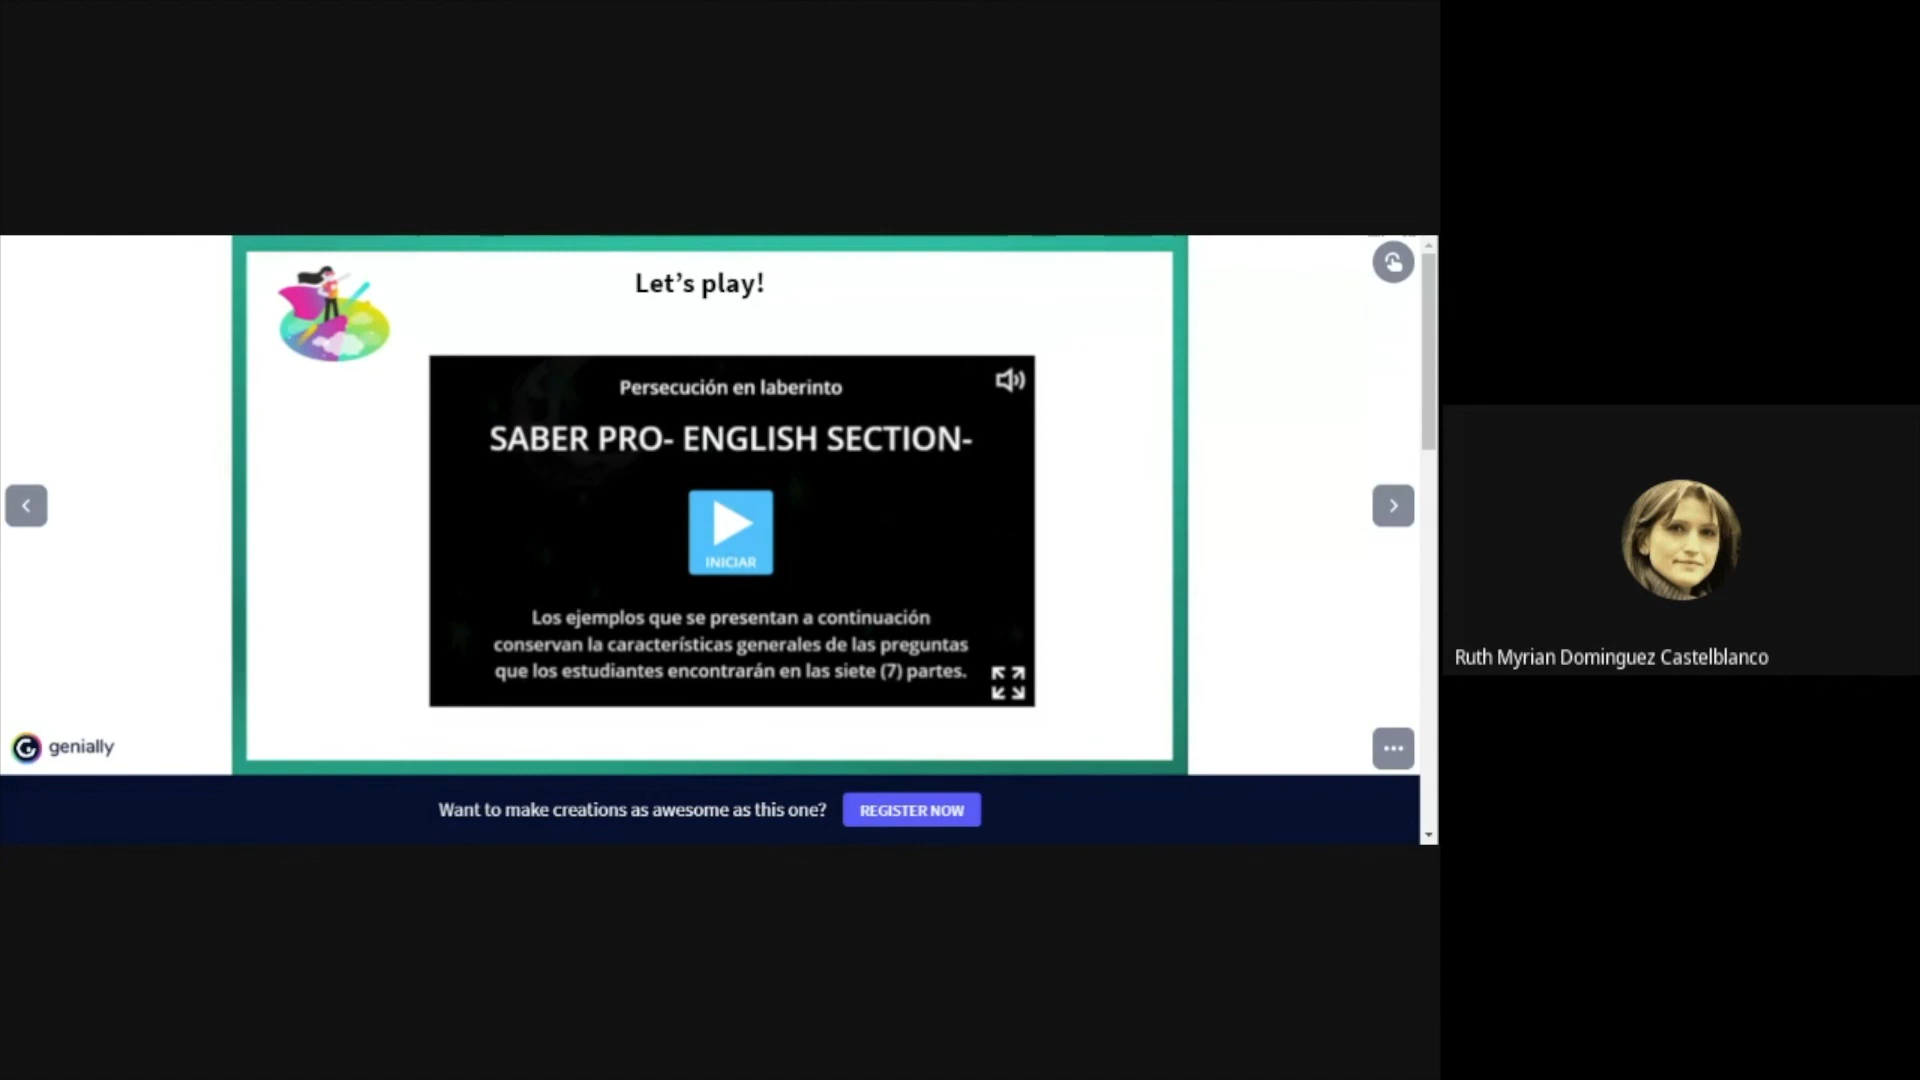 Let's play!
Persecución en laberinto
SABER PRO- ENGLISH SECTION-
INICIAR
Los ejemplos que se presentan a continuación
conservan la características generales de las preguntas
que los estudiantes encontrarán en las siete (7) partes.
genially
Want to make creations as awesome as this one?
REGISTER NOW
Ruth Myrian Dominguez Castelblanco